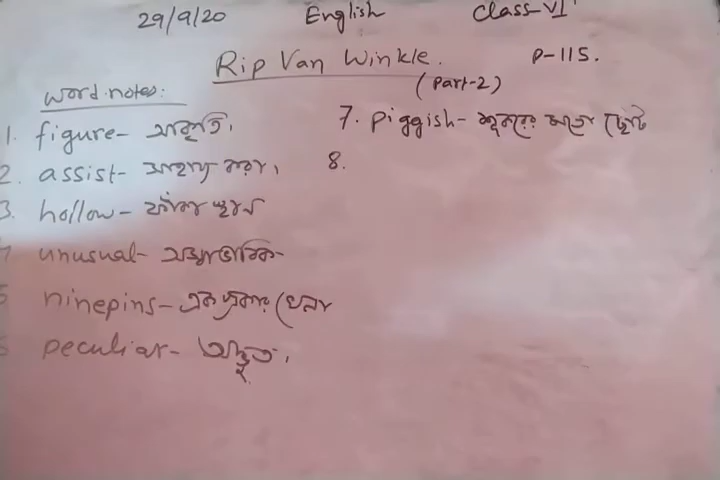 29/9/20 English Class-VI
Rip Van Winkle. P-115.
(Part-2)
word notes:
1. figure- আকৃতি।
2. assist- সাহায্য করা।
3. hollow- ফাঁকা স্থান
unusual- অস্বাভাবিক-
ninepins- এক প্রকার খেলা
peculiar- অদ্ভুত।
7. piggish- শূকরের মতো ছোট
8.